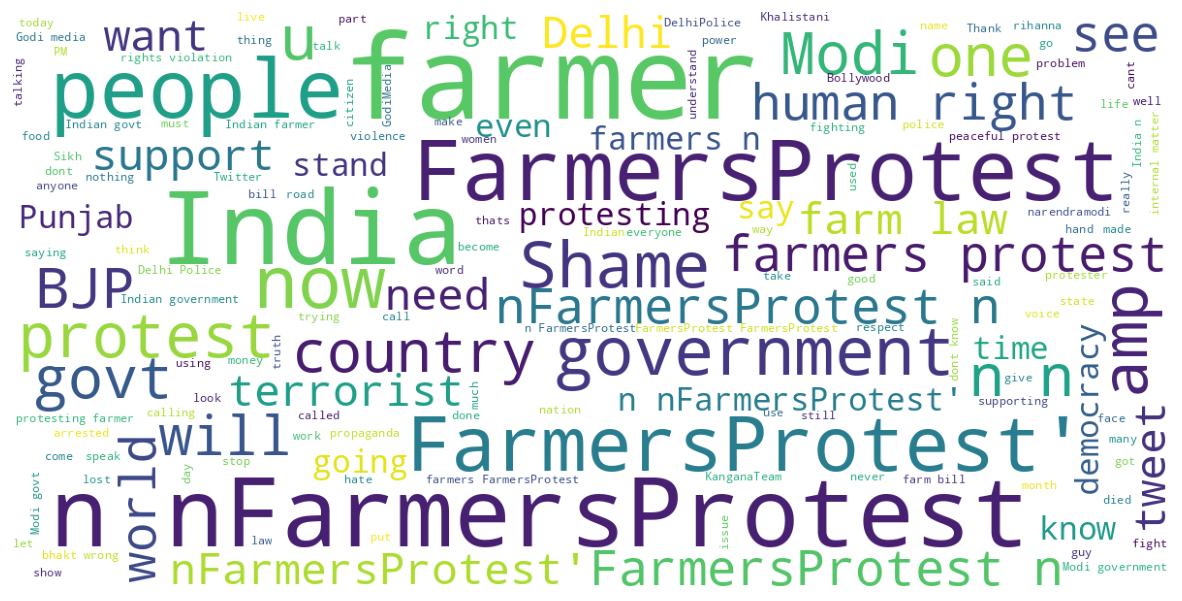 today
live
part
Khalistani
name
Thank
rihanna
Godi media
want
thing
u
talk
farmer
right
Delhi
DelhiPolice
power
Modi
one
go
see
PM
rights violation
problem
talking
people
citizen
GodiMedia
understand
Bollywood
human right
life
cant
well
must
food
Indian govt
Indian farmer
violence
make
even
women
farmers n
fighting
police
peaceful protest
India n
internal matter
Sikh
dont
anyone
support
nothing
Twitter
stand
FarmersProtest
used
really
bill
road
Punjab
India
thats
protesting
say
farm law
narendramodi
hand made
saying
think
Indian
everyone
way
become
Shame
farmers protest
BJP
Delhi Police
Indian government
now
need
word
take
good
said
protester
state
trying
call
nFarmersProtest n
voice
amp
protest
n FarmersProtest
FarmersProtest FarmersProtest
respect
using
money
truth
country
government
dont know
time
democracy
govt
look
terrorist
much
n nFarmersProtest'
use
n n
give
supporting
protesting farmer
calling
called
done
nation
still
face
arrested
world
will
work
propaganda
FarmersProtest'
many
tweet
come
speak
stop
going
got
Modi govt
lost
day
hate
farmers FarmersProtest
KanganaTeam
never
farm bill
month
died
n nFarmersProtest
let
law
put
issue
know
guy
fight
bhakt
wrong
show
nFarmersProtest'
FarmersProtest n
Modi government